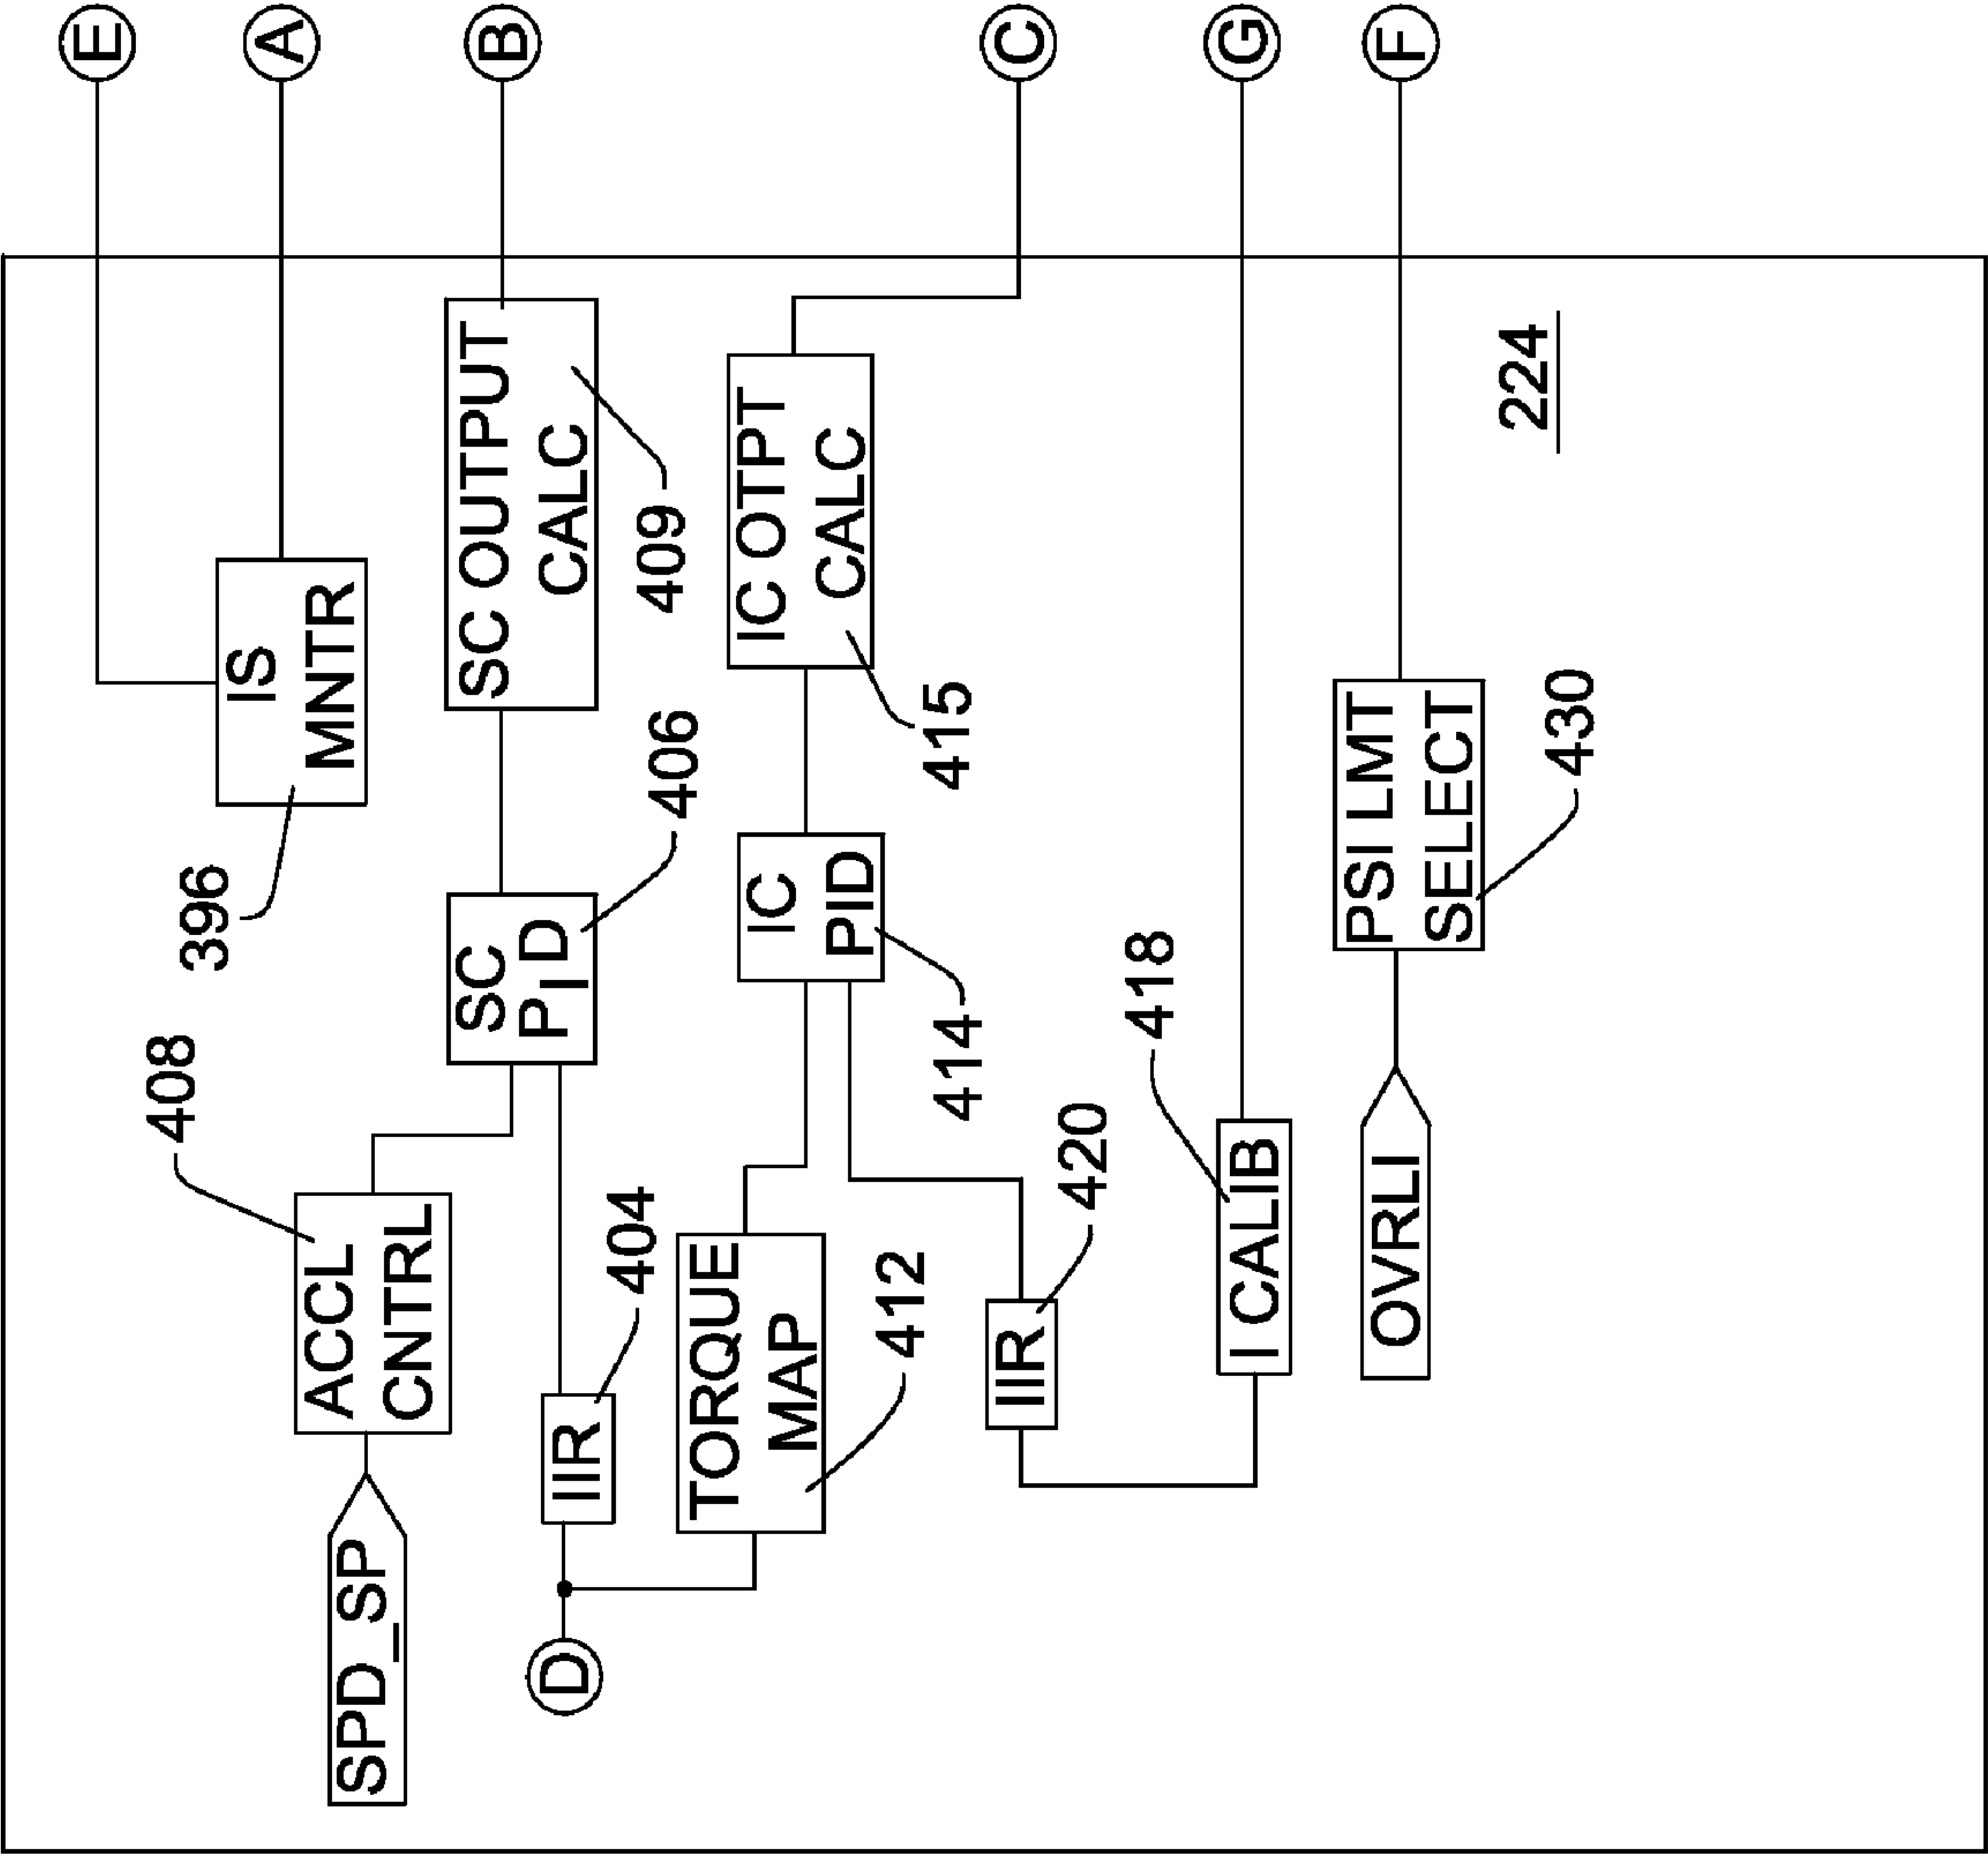 E
A
B
C
G
F
IS
MNTR
396
SC OUTPUT
CALC
409
IC OTPT
CALC
415
224
408
ACCL
CNTRL
SPD_SP
SC
PID
406
IIR
404
D
TORQUE
MAP
412
IC
PID
414
IIR
420
I CALIB
418
PSI LMT
SELECT
430
OVRLI